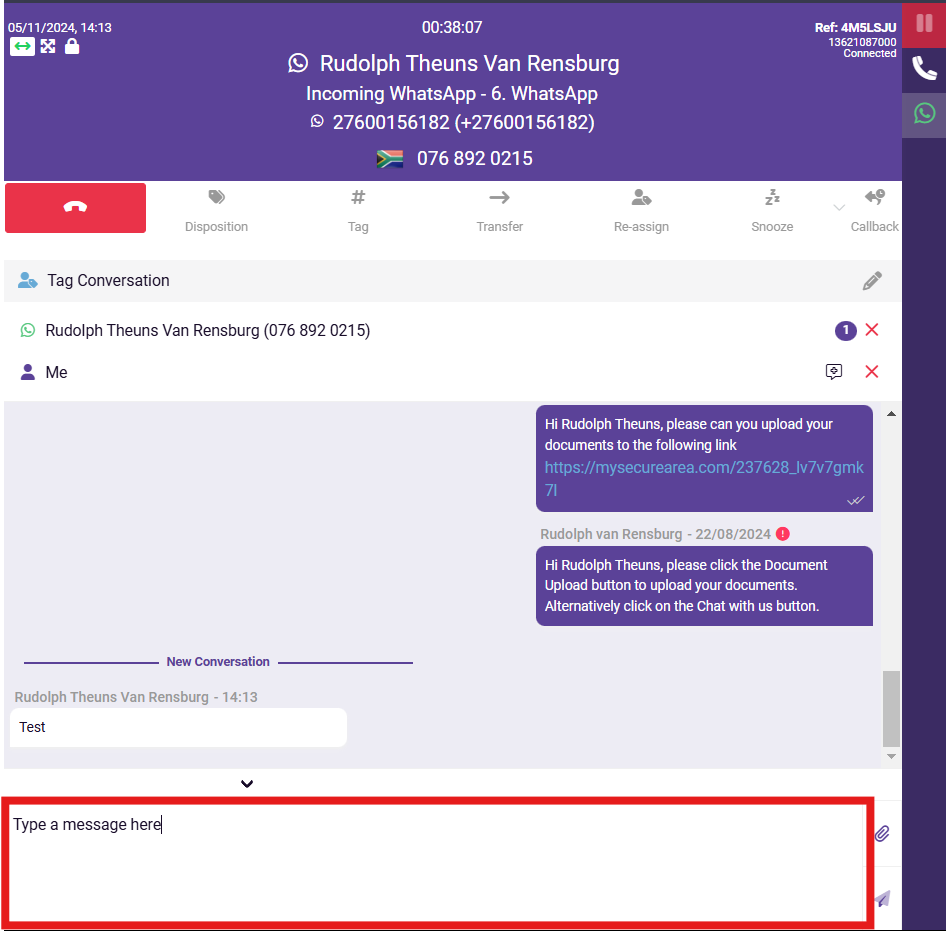 05/11/2024, 14:13
00:38:07
Ref: 4M5LSJU
13621087000
Connected
Rudolph Theuns Van Rensburg
Incoming WhatsApp - 6. WhatsApp
27600156182 (+27600156182)
076 892 0215
Disposition
Tag
Transfer
Re-assign
Snooze
Callback
Tag Conversation
Rudolph Theuns Van Rensburg (076 892 0215)
1
Me
Hi Rudolph Theuns, please can you upload your
documents to the following link
https://mysecurearea.com/237628_lv7v7gmk
7l
Rudolph van Rensburg - 22/08/2024
Hi Rudolph Theuns, please click the Document
Upload button to upload your documents.
Alternatively click on the Chat with us button.
New Conversation
Rudolph Theuns Van Rensburg - 14:13
Test
Type a message here